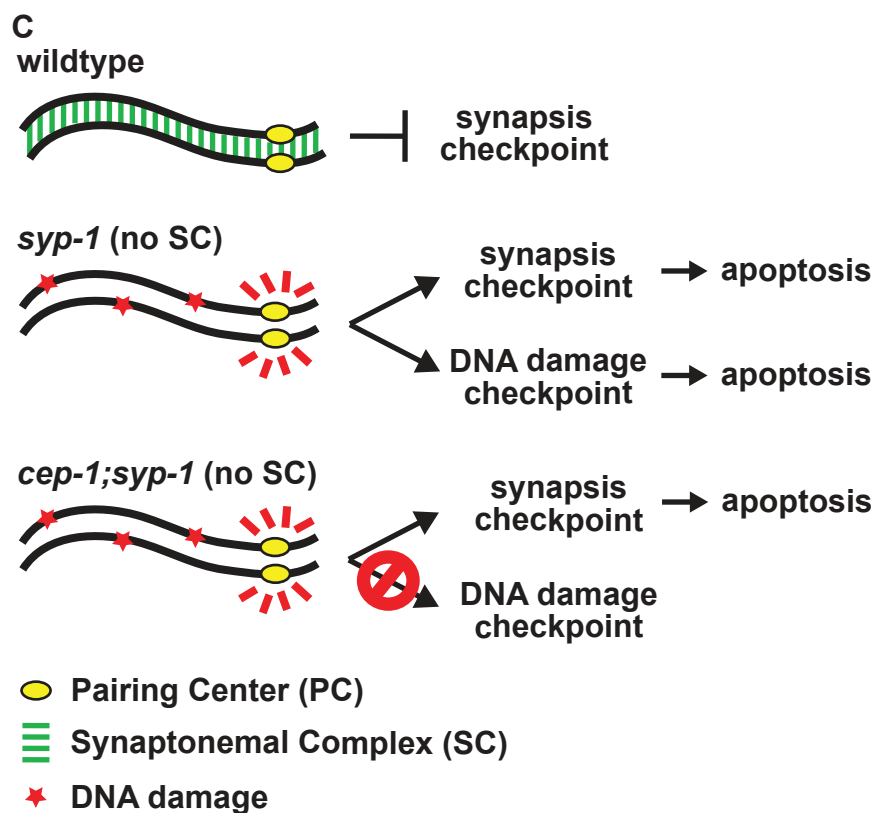 C
wildtype
synapsis
checkpoint
syp-1 (no SC)
synapsis
checkpoint
apoptosis
DNA damage
checkpoint
apoptosis
cep-1;syp-1 (no SC)
synapsis
checkpoint
apoptosis
DNA damage
checkpoint
Pairing Center (PC)
Synaptonemal Complex (SC)
DNA damage